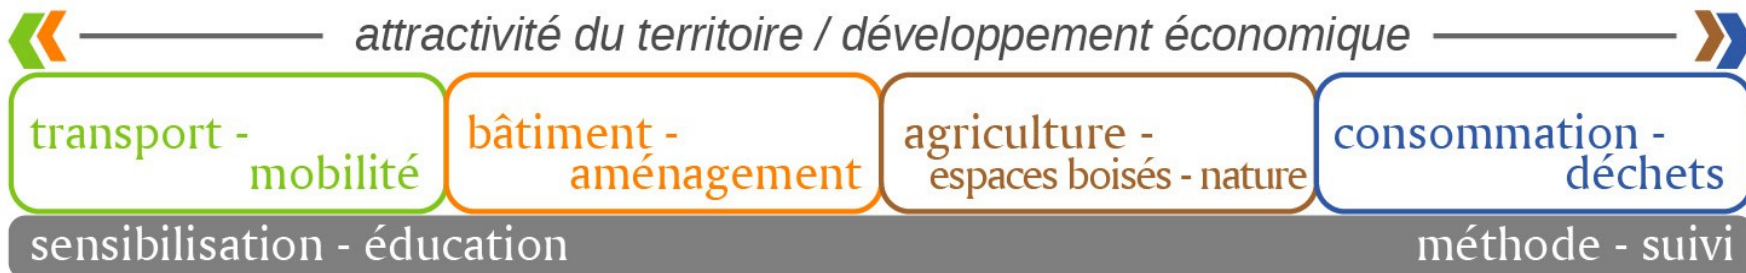 attractivité du territoire / développement économique
transport -
mobilité
bâtiment -
aménagement
agriculture -
espaces boisés - nature
consommation -
déchets
sensibilisation - éducation
méthode - suivi